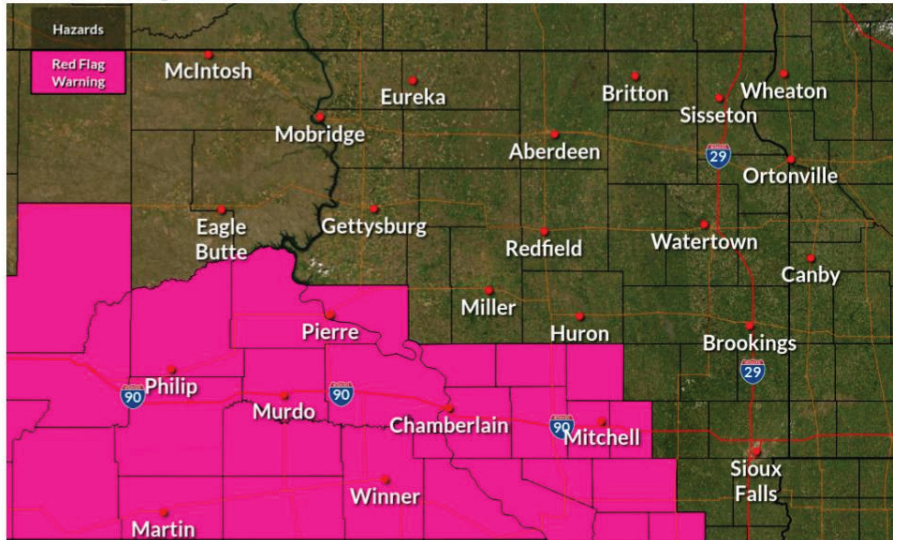 Hazards
Red Flag
Warning
McIntosh
Eureka
Britton
Wheaton
Sisseton
Mobridge
Aberdeen
29
Ortonville
Eagle
Butte
Gettysburg
Redfield
Watertown
Canby
Miller
Pierre
Huron
Brookings
29
Philip
90
Murdo
90
Chamberlain
90
Mitchell
Sioux
Falls
Winner
Martin